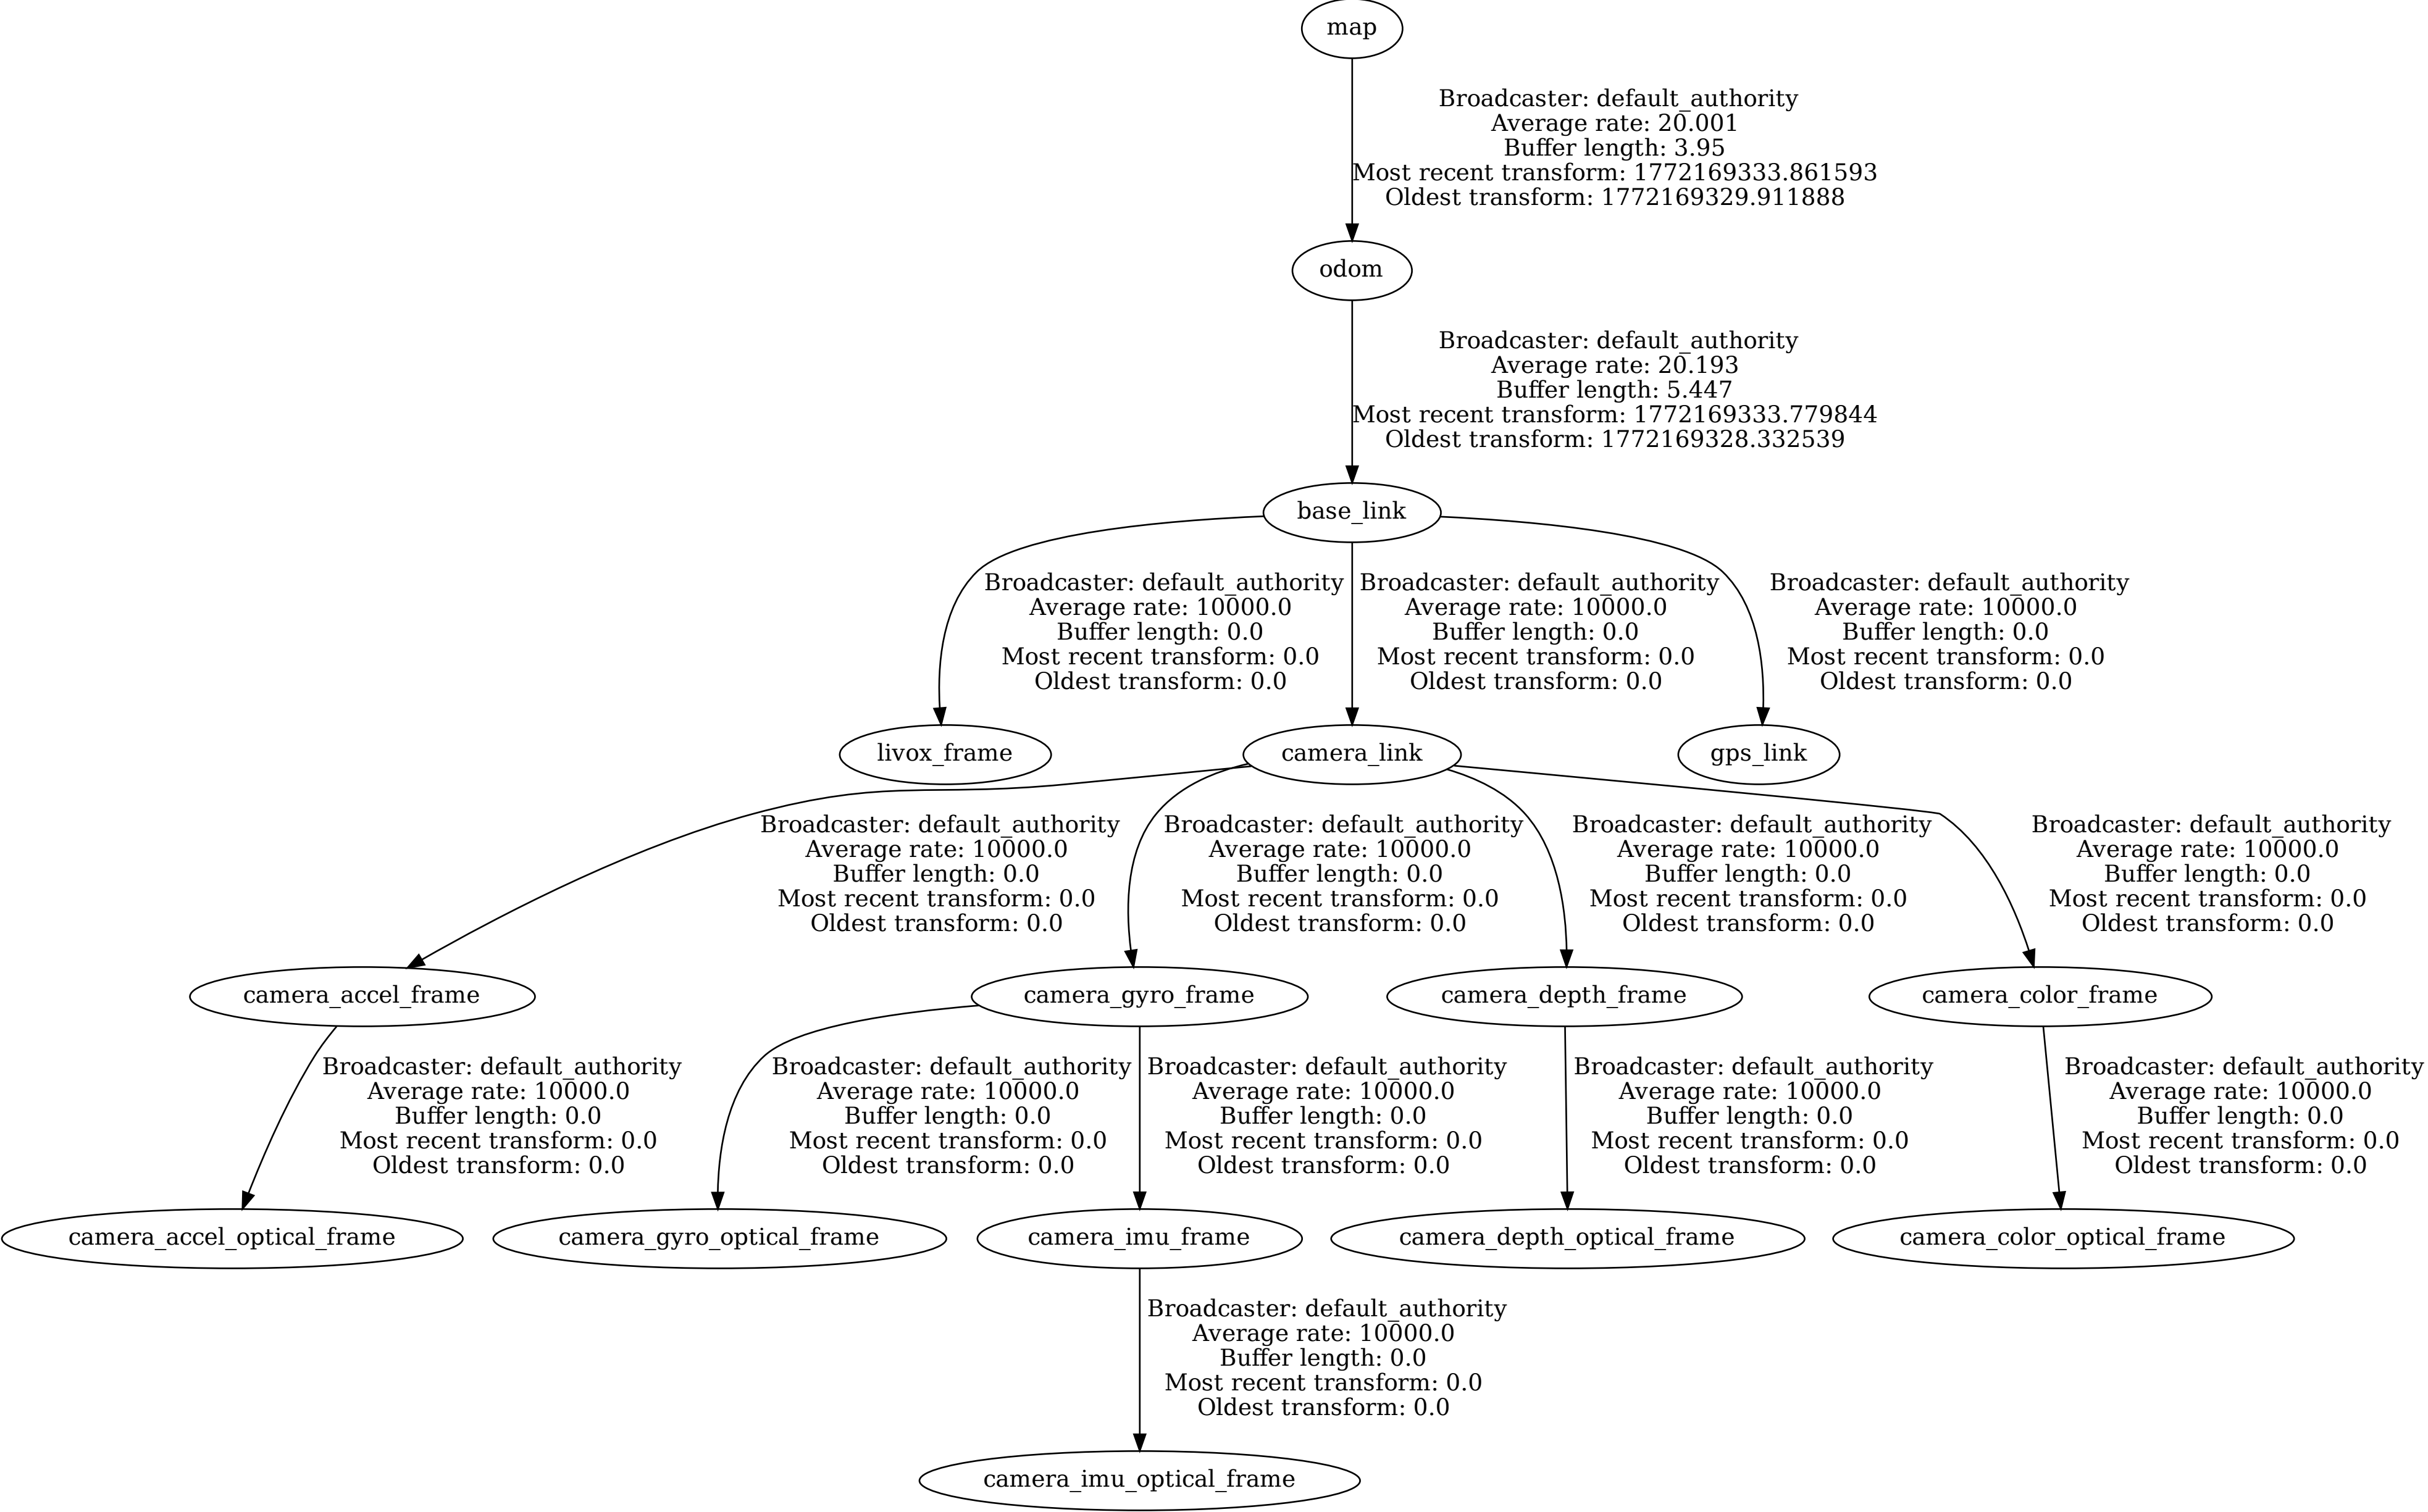 map
Broadcaster: default_authority
Average rate: 20.001
Buffer length: 3.95
Most recent transform: 1772169333.861593
Oldest transform: 1772169329.911888
odom
Broadcaster: default_authority
Average rate: 20.193
Buffer length: 5.447
Most recent transform: 1772169333.779844
Oldest transform: 1772169328.332539
base_link
Broadcaster: default_authority
Average rate: 10000.0
Buffer length: 0.0
Most recent transform: 0.0
Oldest transform: 0.0
Broadcaster: default_authority
Average rate: 10000.0
Buffer length: 0.0
Most recent transform: 0.0
Oldest transform: 0.0
Broadcaster: default_authority
Average rate: 10000.0
Buffer length: 0.0
Most recent transform: 0.0
Oldest transform: 0.0
livox_frame
camera_link
gps_link
Broadcaster: default_authority
Average rate: 10000.0
Buffer length: 0.0
Most recent transform: 0.0
Oldest transform: 0.0
Broadcaster: default_authority
Average rate: 10000.0
Buffer length: 0.0
Most recent transform: 0.0
Oldest transform: 0.0
Broadcaster: default_authority
Average rate: 10000.0
Buffer length: 0.0
Most recent transform: 0.0
Oldest transform: 0.0
Broadcaster: default_authority
Average rate: 10000.0
Buffer length: 0.0
Most recent transform: 0.0
Oldest transform: 0.0
camera_accel_frame
camera_gyro_frame
camera_depth_frame
camera_color_frame
Broadcaster: default_authority
Average rate: 10000.0
Buffer length: 0.0
Most recent transform: 0.0
Oldest transform: 0.0
Broadcaster: default_authority
Average rate: 10000.0
Buffer length: 0.0
Most recent transform: 0.0
Oldest transform: 0.0
Broadcaster: default_authority
Average rate: 10000.0
Buffer length: 0.0
Most recent transform: 0.0
Oldest transform: 0.0
Broadcaster: default_authority
Average rate: 10000.0
Buffer length: 0.0
Most recent transform: 0.0
Oldest transform: 0.0
Broadcaster: default_authority
Average rate: 10000.0
Buffer length: 0.0
Most recent transform: 0.0
Oldest transform: 0.0
camera_accel_optical_frame
camera_gyro_optical_frame
camera_imu_frame
camera_depth_optical_frame
camera_color_optical_frame
Broadcaster: default_authority
Average rate: 10000.0
Buffer length: 0.0
Most recent transform: 0.0
Oldest transform: 0.0
camera_imu_optical_frame